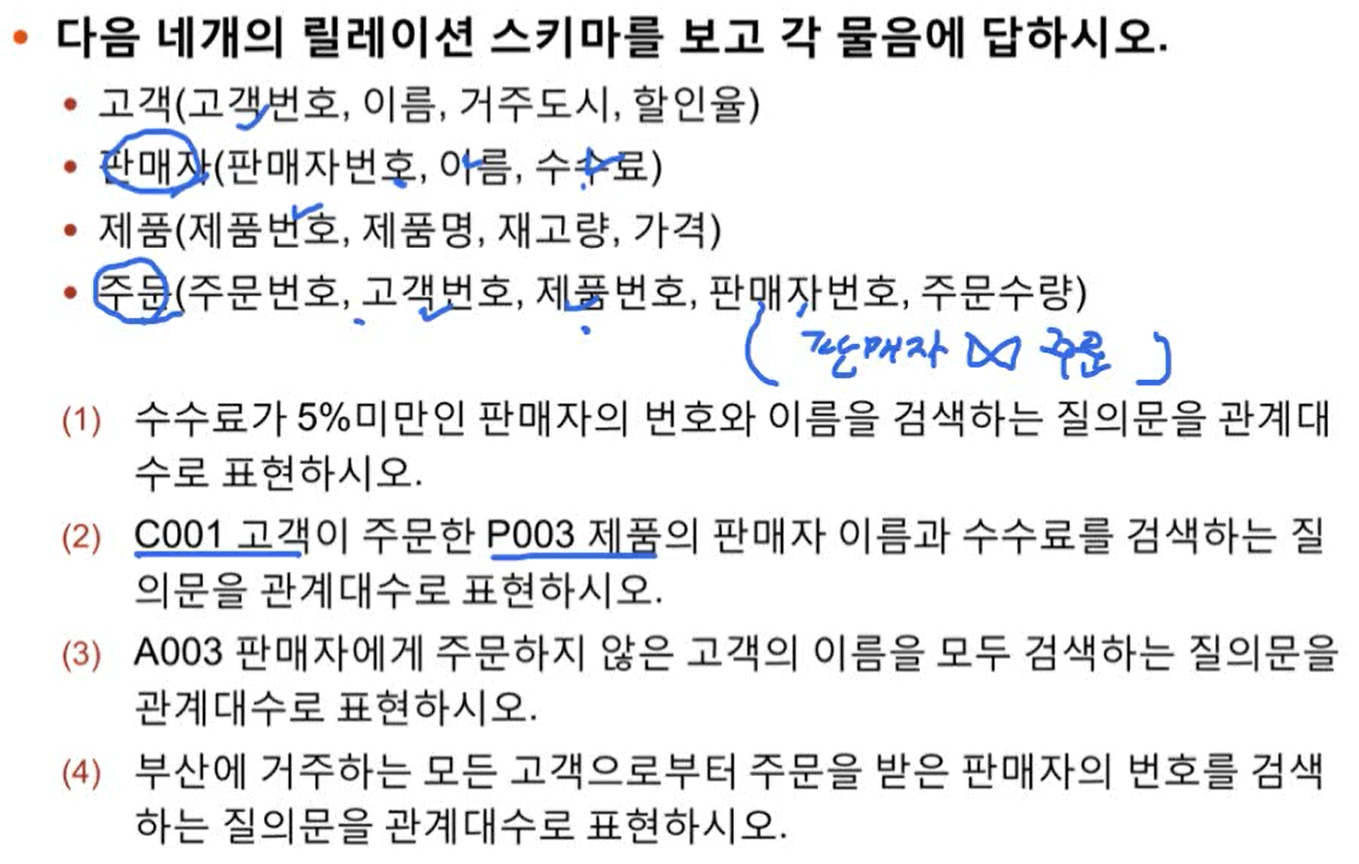 • 다음 네개의 릴레이션 스키마를 보고 각 물음에 답하시오.
• 고객(고객번호, 이름, 거주도시, 할인율)
• 판매자(판매자번호, 이름, 수수료)
• 제품(제품번호, 제품명, 재고량, 가격)
• 주문(주문번호, 고객번호, 제품번호, 판매자번호, 주문수량)
( 판매자 ⋈ 주문 )
(1) 수수료가 5%미만인 판매자의 번호와 이름을 검색하는 질의문을 관계대
수로 표현하시오.
(2) C001 고객이 주문한 P003 제품의 판매자 이름과 수수료를 검색하는 질
의문을 관계대수로 표현하시오.
(3) A003 판매자에게 주문하지 않은 고객의 이름을 모두 검색하는 질의문을
관계대수로 표현하시오.
(4) 부산에 거주하는 모든 고객으로부터 주문을 받은 판매자의 번호를 검색
하는 질의문을 관계대수로 표현하시오.